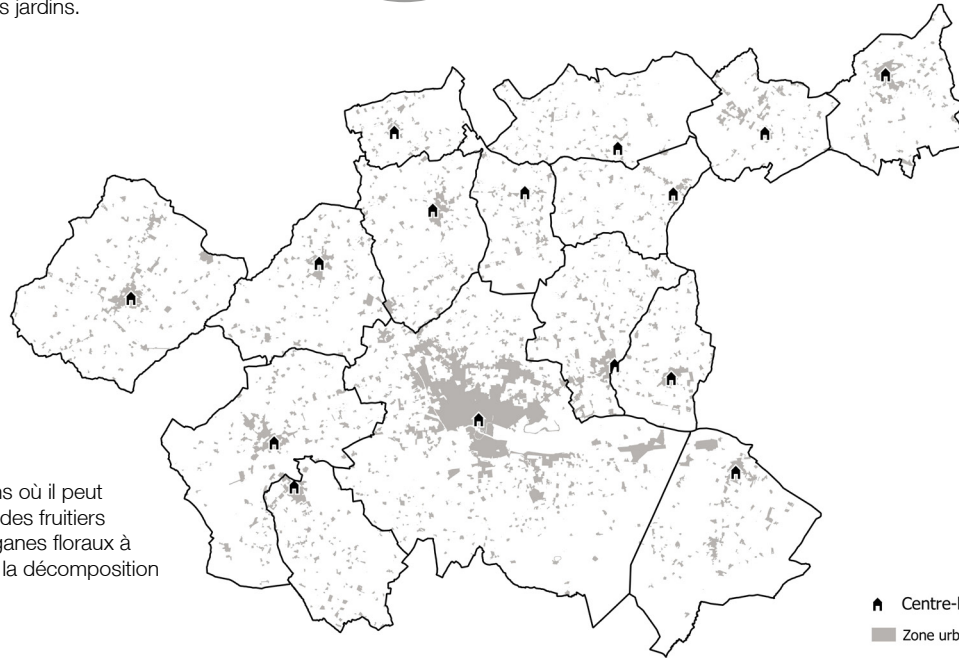 s jardins.
ns où il peut
des fruitiers
ganes floraux à
la décomposition
Centre-
Zone urb